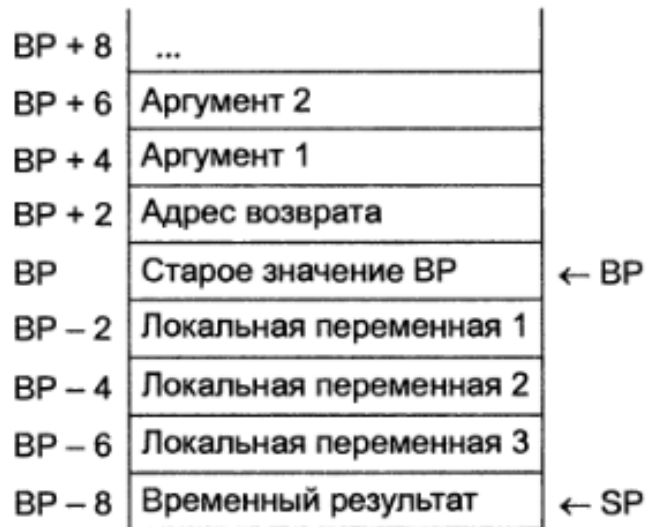 BP + 8 ...
BP + 6 Аргумент 2
BP + 4 Аргумент 1
BP + 2 Адрес возврата
BP Старое значение BP ← BP
BP – 2 Локальная переменная 1
BP – 4 Локальная переменная 2
BP – 6 Локальная переменная 3
BP – 8 Временный результат ← SP